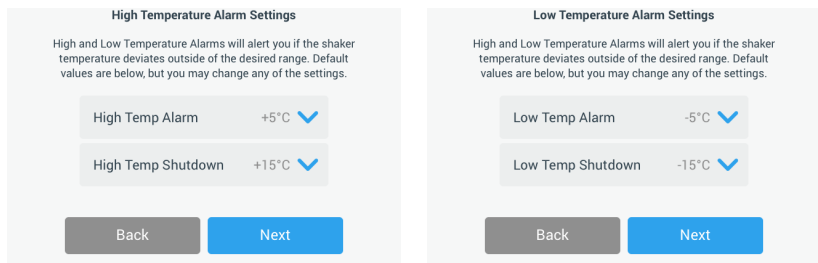 High Temperature Alarm Settings
High and Low Temperature Alarms will alert you if the shaker
temperature deviates outside of the desired range. Default
values are below, but you may change any of the settings.
High Temp Alarm +5°C
High Temp Shutdown +15°C
Back Next
Low Temperature Alarm Settings
High and Low Temperature Alarms will alert you if the shaker
temperature deviates outside of the desired range. Default
values are below, but you may change any of the settings.
Low Temp Alarm -5°C
Low Temp Shutdown -15°C
Back Next